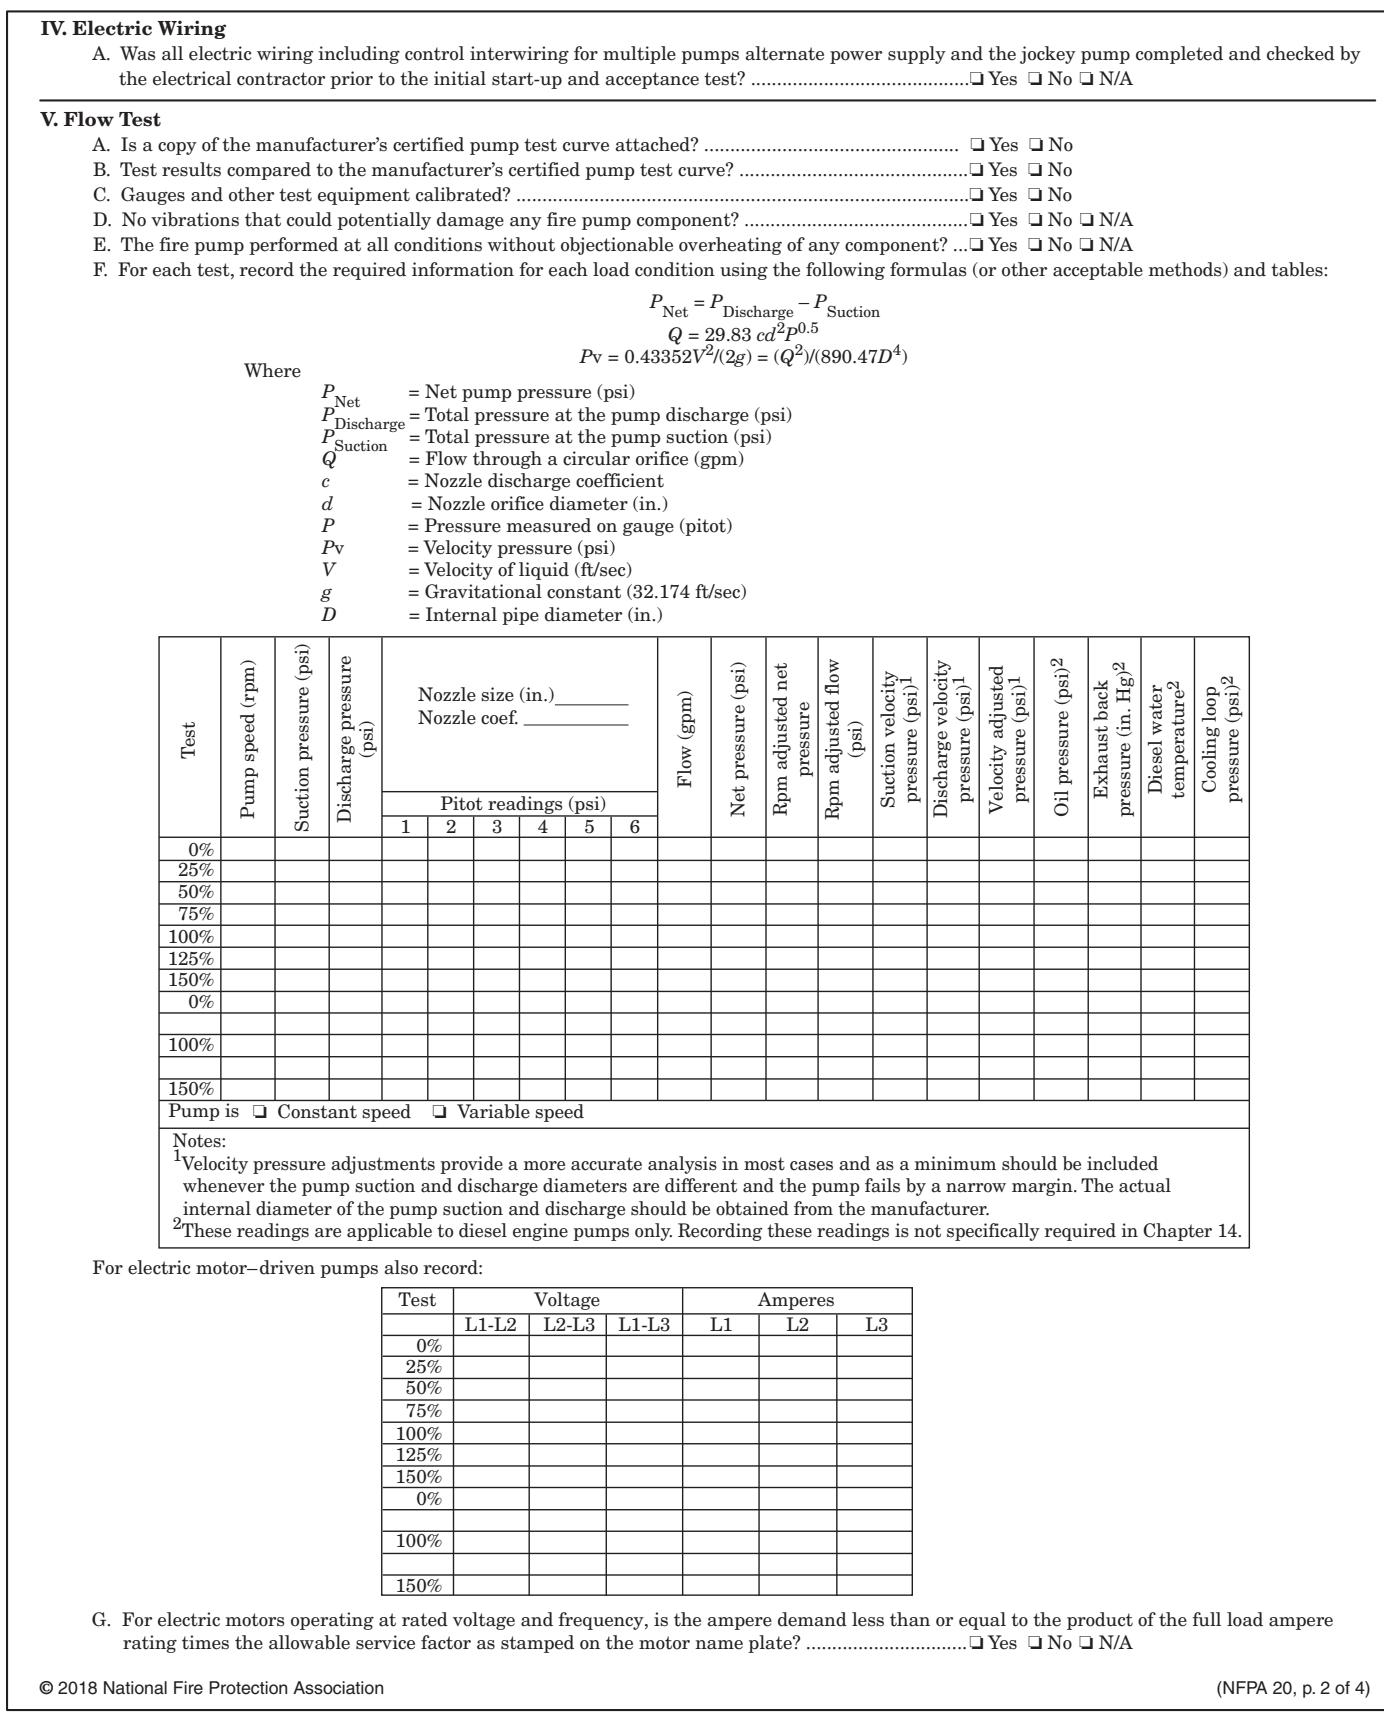 IV. Electric Wiring
A. Was all electric wiring including control interwiring for multiple pumps alternate power supply and the jockey pump completed and checked by
the electrical contractor prior to the initial start-up and acceptance test? ........................................❏ Yes ❏ No ❏ N/A
V. Flow Test
A. Is a copy of the manufacturer's certified pump test curve attached? ............................................... ❏ Yes ❏ No
B. Test results compared to the manufacturer's certified pump test curve? ..........................................❏ Yes ❏ No
C. Gauges and other test equipment calibrated? ...................................................................................❏ Yes ❏ No
D. No vibrations that could potentially damage any fire pump component? .........................................❏ Yes ❏ No ❏ N/A
E. The fire pump performed at all conditions without objectionable overheating of any component? ...❏ Yes ❏ No ❏ N/A
F. For each test, record the required information for each load condition using the following formulas (or other acceptable methods) and tables:
P_Net = P_Discharge – P_Suction
Q = 29.83 cd²P^0.5
Pv = 0.43352V²/(2g) = (Q²)/(890.47D⁴)
Where
P_Net = Net pump pressure (psi)
P_Discharge = Total pressure at the pump discharge (psi)
P_Suction = Total pressure at the pump suction (psi)
Q = Flow through a circular orifice (gpm)
c = Nozzle discharge coefficient
d = Nozzle orifice diameter (in.)
P = Pressure measured on gauge (pitot)
Pv = Velocity pressure (psi)
V = Velocity of liquid (ft/sec)
g = Gravitational constant (32.174 ft/sec)
D = Internal pipe diameter (in.)
Test
Pump speed (rpm)
Suction pressure (psi)
Discharge pressure
(psi)
Nozzle size (in.)________
Nozzle coef. ___________
Pitot readings (psi)
1 2 3 4 5 6
Flow (gpm)
Net pressure (psi)
Rpm adjusted net
pressure
Rpm adjusted flow
(psi)
Suction velocity
pressure (psi)¹
Discharge velocity
pressure (psi)¹
Velocity adjusted
pressure (psi)¹
Oil pressure (psi)²
Exhaust back
pressure (in. Hg)²
Diesel water
temperature²
Cooling loop
pressure (psi)²
0%
25%
50%
75%
100%
125%
150%
0%
100%
150%
Pump is ❏ Constant speed ❏ Variable speed
Notes:
¹Velocity pressure adjustments provide a more accurate analysis in most cases and as a minimum should be included
whenever the pump suction and discharge diameters are different and the pump fails by a narrow margin. The actual
internal diameter of the pump suction and discharge should be obtained from the manufacturer.
²These readings are applicable to diesel engine pumps only. Recording these readings is not specifically required in Chapter 14.
For electric motor–driven pumps also record:
Test Voltage Amperes
L1-L2 L2-L3 L1-L3 L1 L2 L3
0%
25%
50%
75%
100%
125%
150%
0%
100%
150%
G. For electric motors operating at rated voltage and frequency, is the ampere demand less than or equal to the product of the full load ampere
rating times the allowable service factor as stamped on the motor name plate? ..............................❏ Yes ❏ No ❏ N/A
© 2018 National Fire Protection Association (NFPA 20, p. 2 of 4)